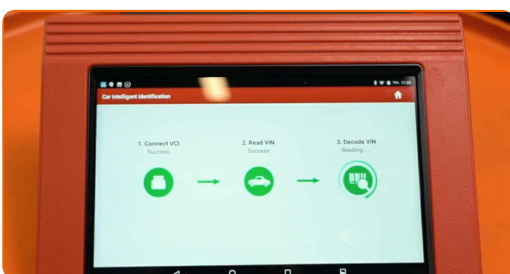 Car intelligent identification
1. Connect VCI
Success
2. Read VIN
Success
3. Decode VIN
Reading....